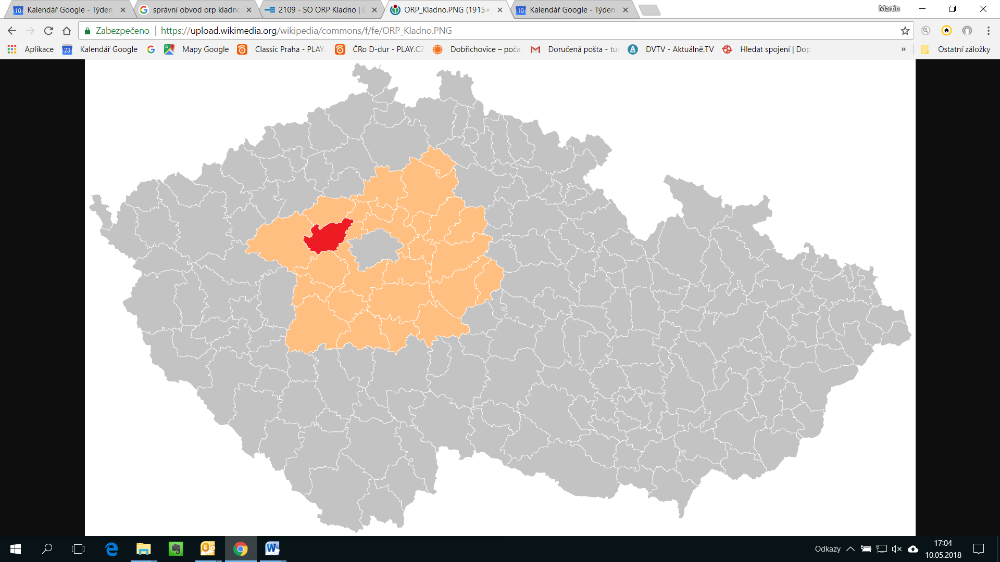 Kalendář Google - Týden
správní obvod orp kladno
2109 - SO ORP Kladno | Č
ORP_Kladno.PNG (1915×
Kalendář Google - Týden
Martin
Zabezpečeno
https://upload.wikimedia.org/wikipedia/commons/f/fe/ORP_Kladno.PNG
Aplikace
23
Kalendář Google
Mapy Google
Classic Praha - PLAY.
ČRo D-dur - PLAY.CZ
Dobřichovice – poča
Doručená pošta - tur
DVTV - Aktuálně.TV
Hledat spojení | Dop
»
Ostatní záložky
Odkazy
17:04
10.05.2018